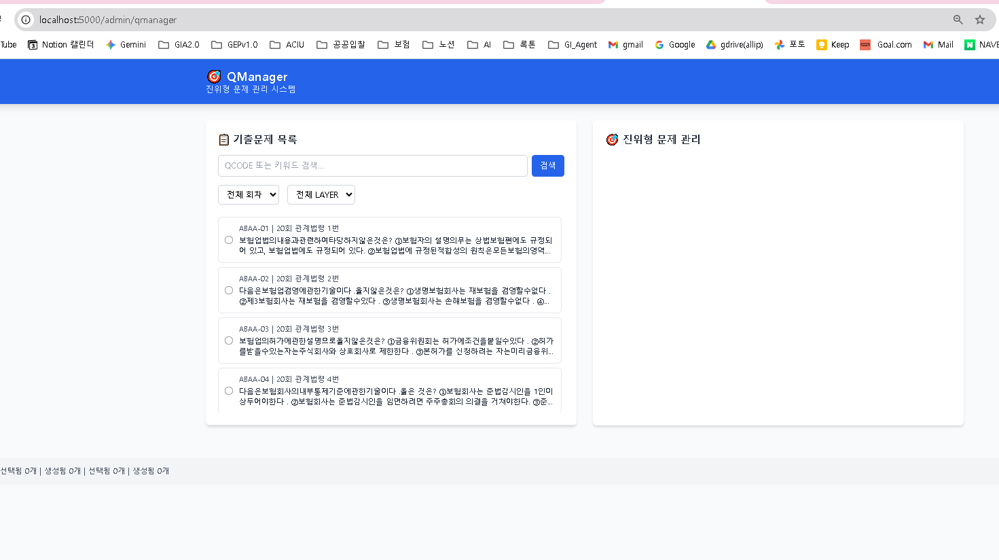 localhost:5000/admin/qmanager
Tube Notion 캘린더 Gemini GIA2.0 GEPv1.0 ACIU 공공입찰 보험 노션 AI 록톤 GI_Agent gmail Google gdrive(allip) 포토 Keep Goal.com Mail NAVE
QManager
진위형 문제 관리 시스템
기출문제 목록
QCODE 또는 키워드 검색...
검색
전체 회차 전체 LAYER
ABAA-01 | 20회 관계법령 1번
보험업법의내용과관련하여타당하지않은것은? ①보험자의 설명의무는 상법보험편에도 규정되
어 있고, 보험업법에도 규정되어 있다. ②보험업법에 규정된적합성의 원칙은모든보험의영역...
ABAA-02 | 20회 관계법령 2번
다음은보험업겸영에관한기술이다 .옳지않은것은? ①생명보험회사는 재보험을 겸영할수없다 .
②제3보험회사는 재보험을 겸영할수있다 . ③생명보험회사는 손해보험을 겸영할수없다 . ④...
ABAA-03 | 20회 관계법령 3번
보험업의허가에관한설명으로옳지않은것은? ①금융위원회는 허가에조건을붙일수있다 . ②허가
를받을수있는자는주식회사와 상호회사로 제한한다 . ③본허가를 신청하려는 자는미리금융위...
ABAA-04 | 20회 관계법령 4번
다음은보험회사의내부통제기준에관한기술이다 .옳은 것은? ①보험회사는 준법감시인을 1인이
상두어야한다 . ②보험회사는 준법감시인을 임면하려면 주주총회의 의결을 거쳐야한다. ③준...
진위형 문제 관리
선택됨 0개 | 생성됨 0개 | 선택됨 0개 | 생성됨 0개